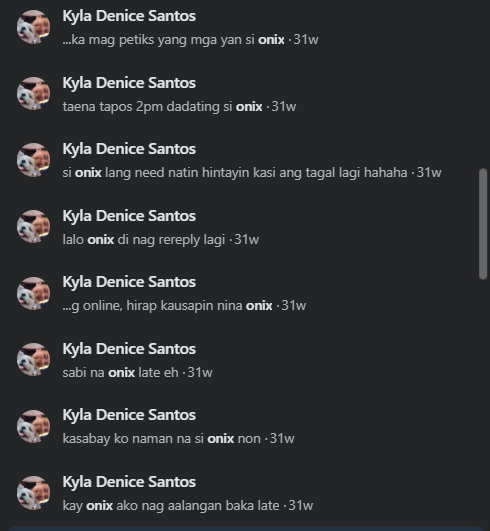 Kyla Denice Santos
...ka mag petiks yang mga yan si onix · 31w
Kyla Denice Santos
taena tapos 2pm dadating si onix · 31w
Kyla Denice Santos
si onix lang need natin hintayin kasi ang tagal lagi hahaha · 31w
Kyla Denice Santos
lalo onix di nag rereply lagi · 31w
Kyla Denice Santos
...g online, hirap kausapin nina onix · 31w
Kyla Denice Santos
sabi na onix late eh · 31w
Kyla Denice Santos
kasabay ko naman na si onix non · 31w
Kyla Denice Santos
kay onix ako nag aalangan baka late · 31w